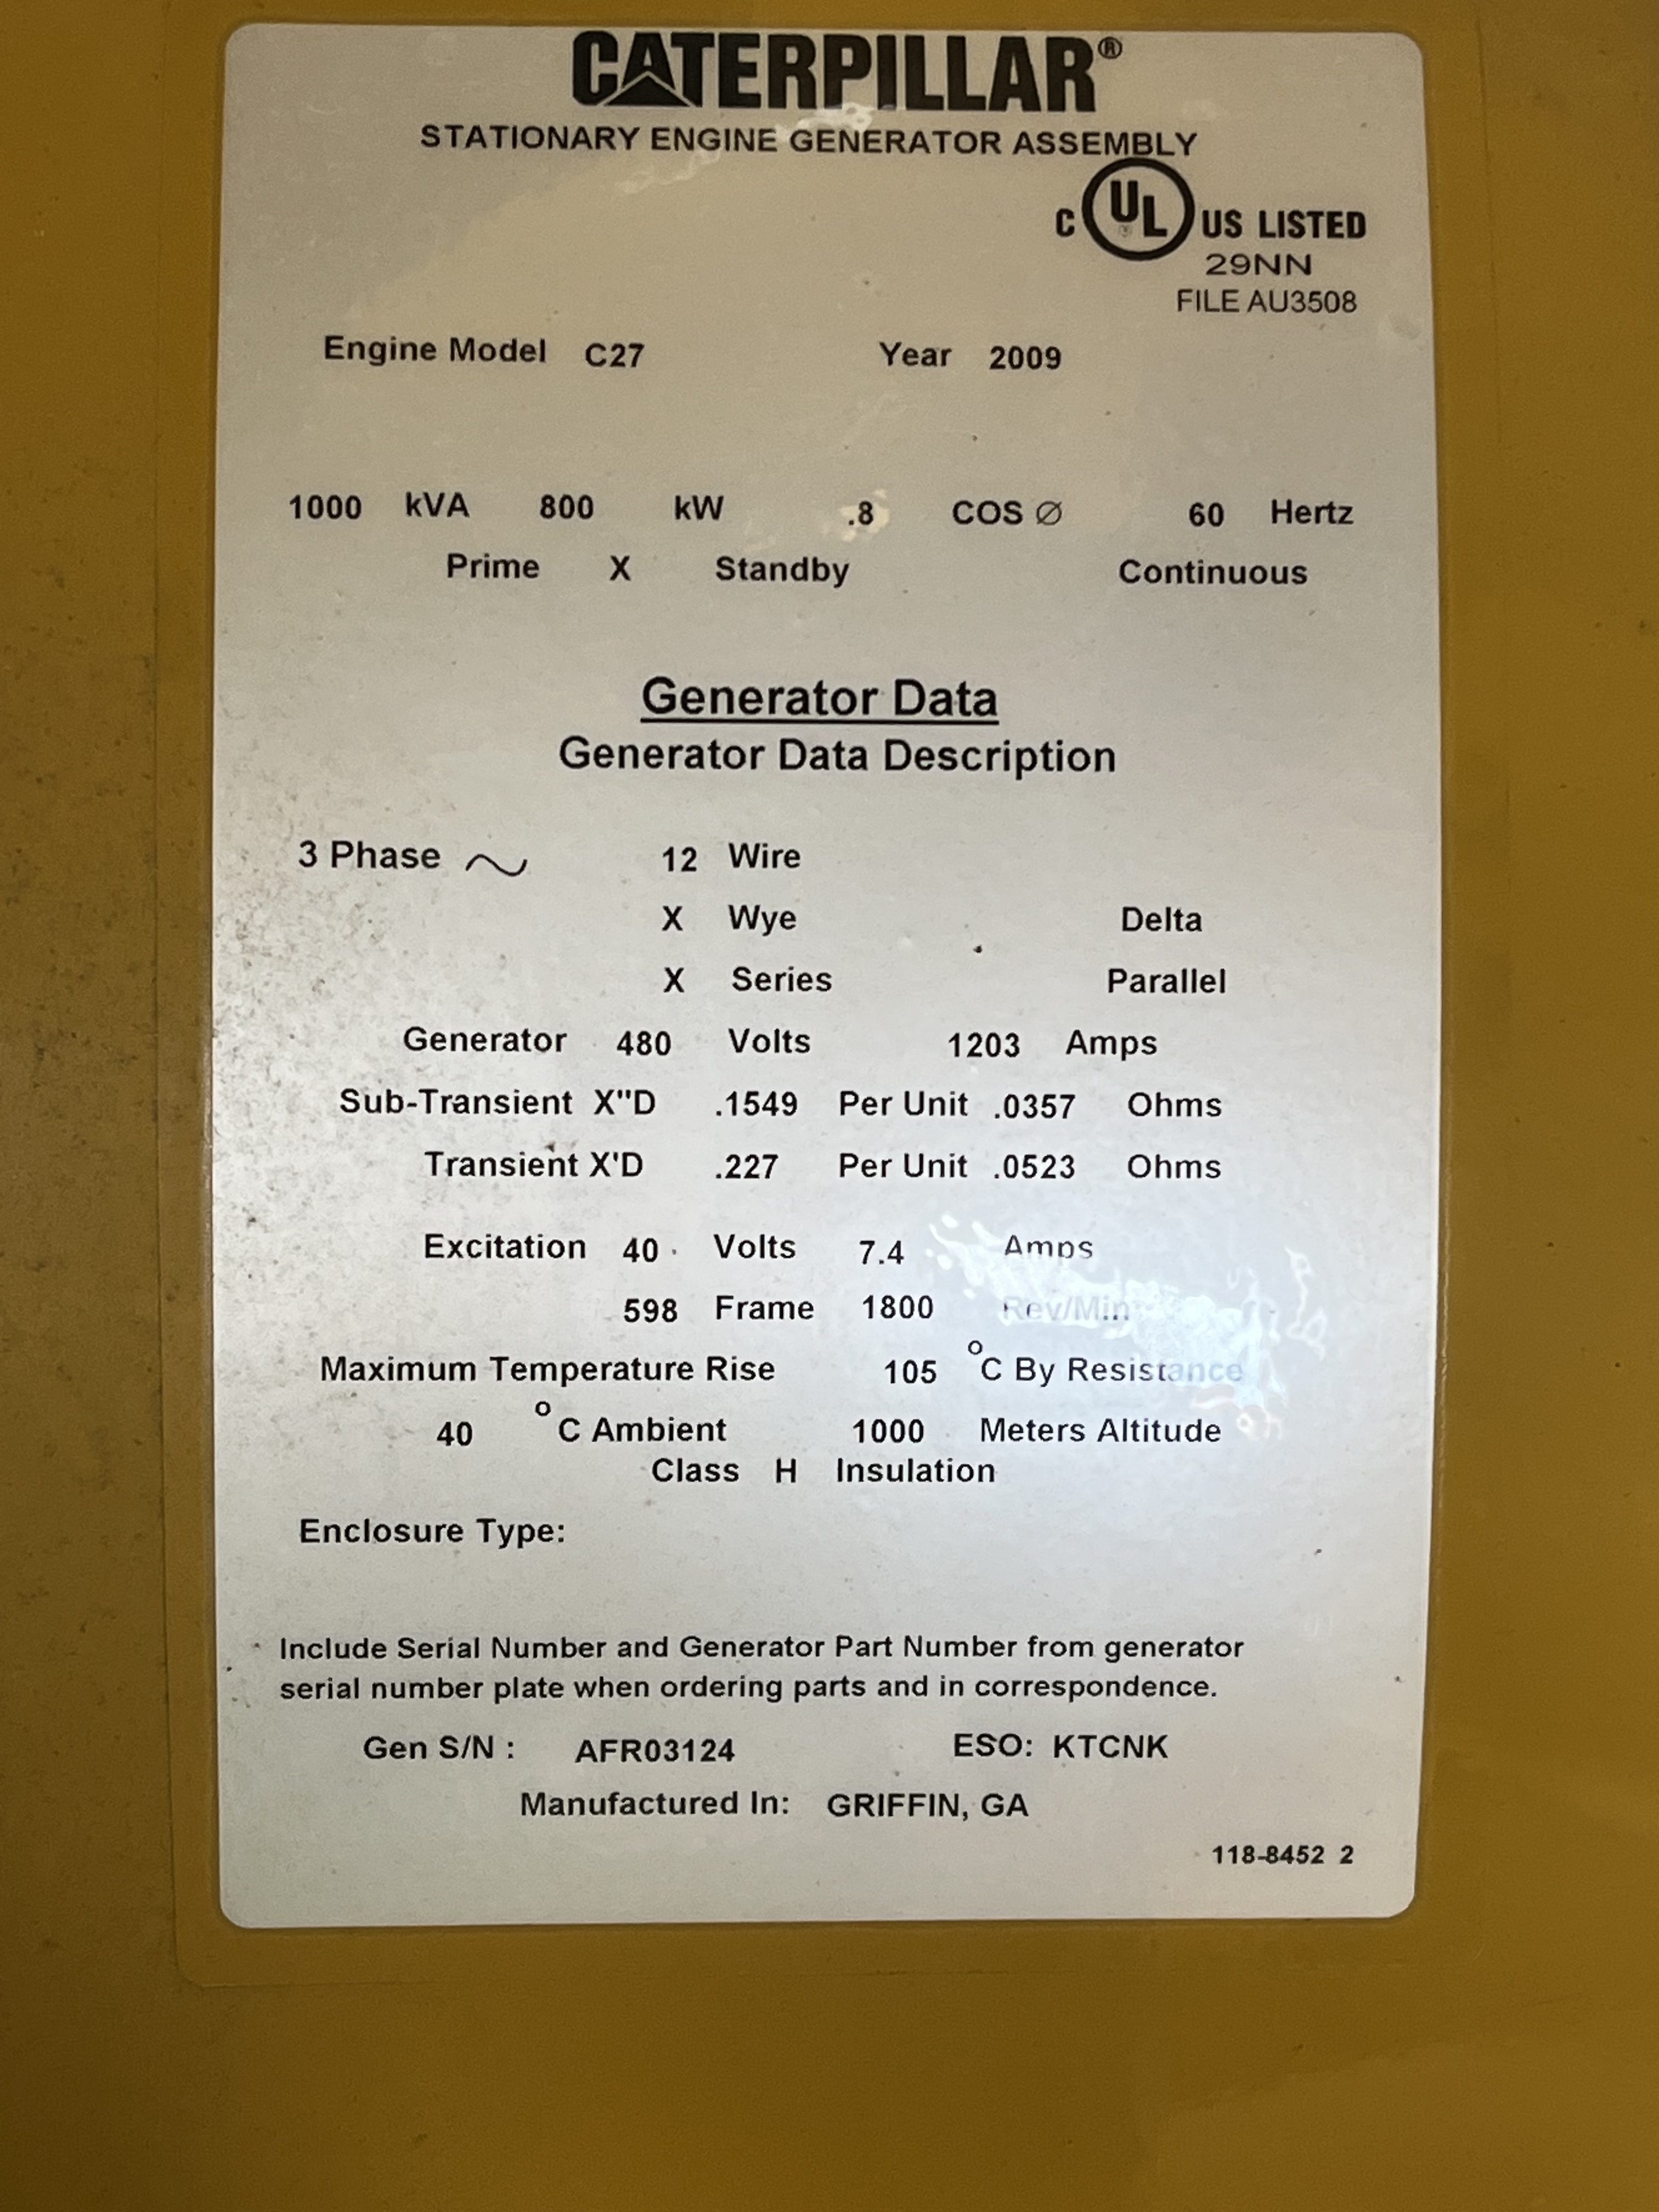 CATERPILLAR®
STATIONARY ENGINE GENERATOR ASSEMBLY
C UL® US LISTED
29NN
FILE AU3508
Engine Model C27 Year 2009
1000 kVA 800 kW .8 COS Ø 60 Hertz
Prime X Standby Continuous
Generator Data
Generator Data Description
3 Phase ~ 12 Wire
X Wye Delta
X Series Parallel
Generator 480 Volts 1203 Amps
Sub-Transient X"D .1549 Per Unit .0357 Ohms
Transient X'D .227 Per Unit .0523 Ohms
Excitation 40 Volts 7.4 Amps
598 Frame 1800 Rev/Min
Maximum Temperature Rise 105 °C By Resistance
40 °C Ambient 1000 Meters Altitude
Class H Insulation
Enclosure Type:
Include Serial Number and Generator Part Number from generator
serial number plate when ordering parts and in correspondence.
Gen S/N : AFR03124 ESO: KTCNK
Manufactured In: GRIFFIN, GA
118-8452 2